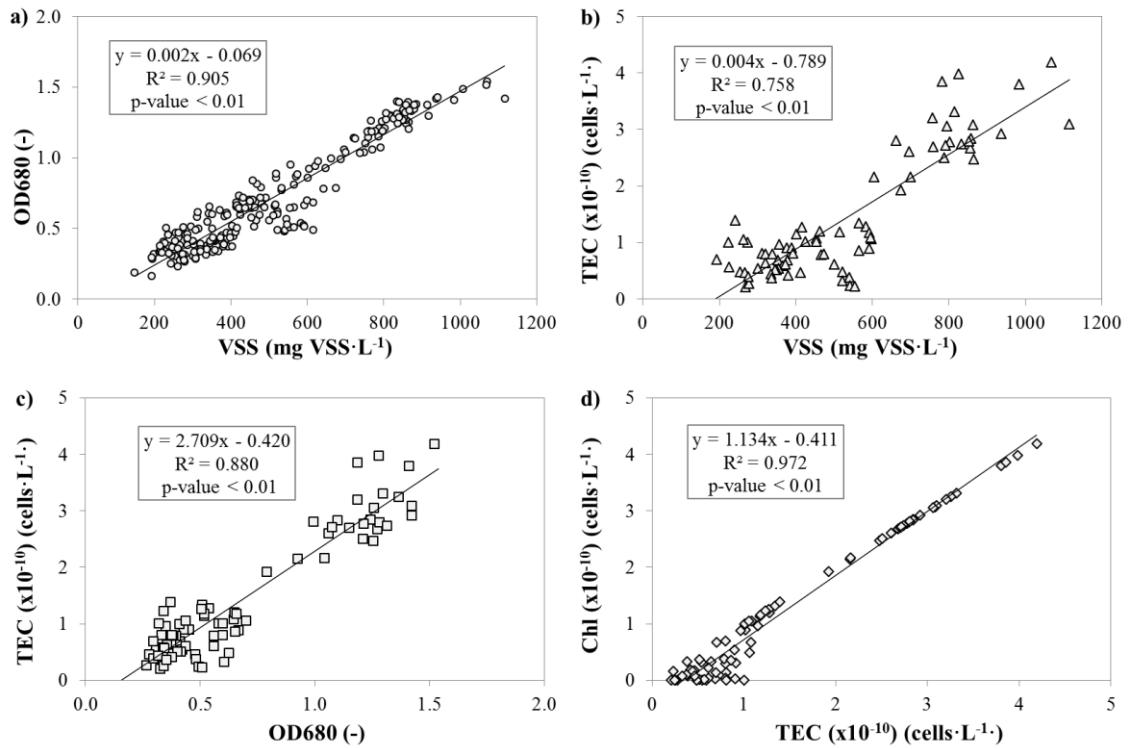 a)
y = 0.002x - 0.069
R² = 0.905
p-value < 0.01
OD680 (-)
2.0
1.5
1.0
0.5
0.0
0 200 400 600 800 1000 1200
VSS (mg VSS·L⁻¹)
b)
y = 0.004x - 0.789
R² = 0.758
p-value < 0.01
TEC (x10⁻¹⁰) (cells·L⁻¹·)
5
4
3
2
1
0
0 200 400 600 800 1000 1200
VSS (mg VSS·L⁻¹)
c)
y = 2.709x - 0.420
R² = 0.880
p-value < 0.01
TEC (x10⁻¹⁰) (cells·L⁻¹·)
5
4
3
2
1
0
0.0 0.5 1.0 1.5 2.0
OD680 (-)
d)
y = 1.134x - 0.411
R² = 0.972
p-value < 0.01
Chl (x10⁻¹⁰) (cells·L⁻¹·)
5
4
3
2
1
0
0 1 2 3 4 5
TEC (x10⁻¹⁰) (cells·L⁻¹·)